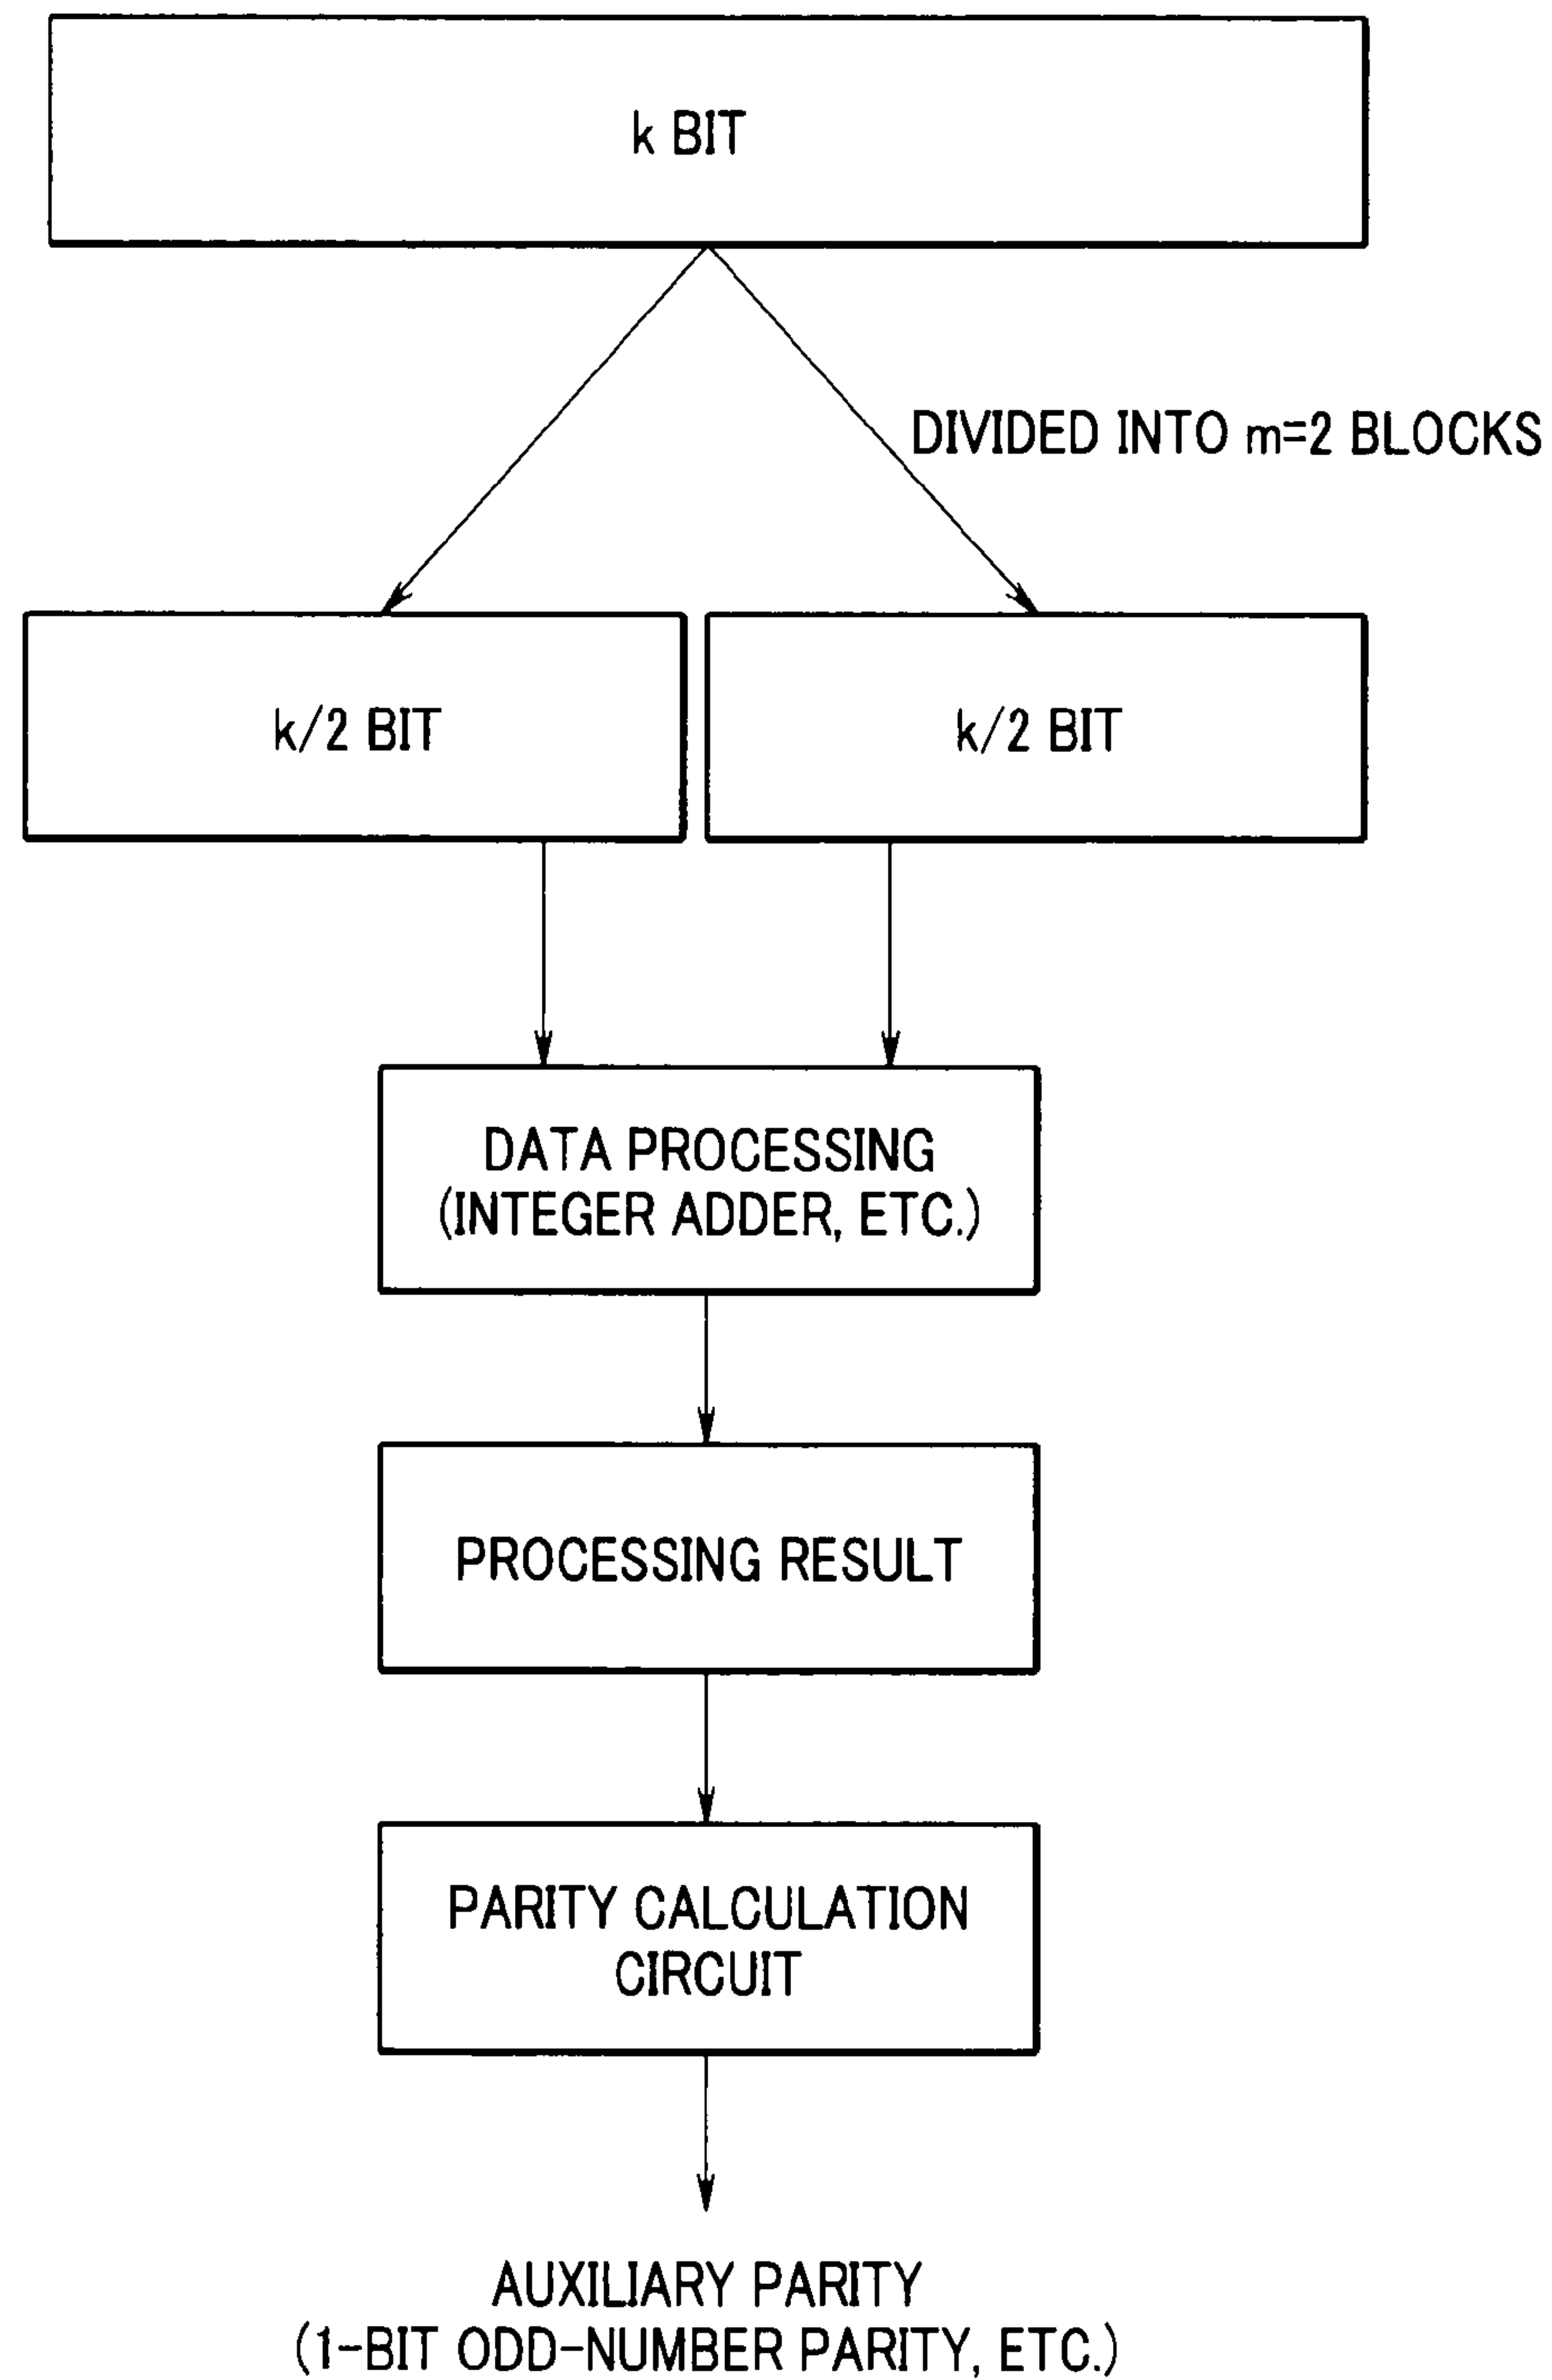 k BIT
DIVIDED INTO m=2 BLOCKS
k/2 BIT
k/2 BIT
DATA PROCESSING
(INTEGER ADDER, ETC.)
PROCESSING RESULT
PARITY CALCULATION
CIRCUIT
AUXILIARY PARITY
(1-BIT ODD-NUMBER PARITY, ETC.)